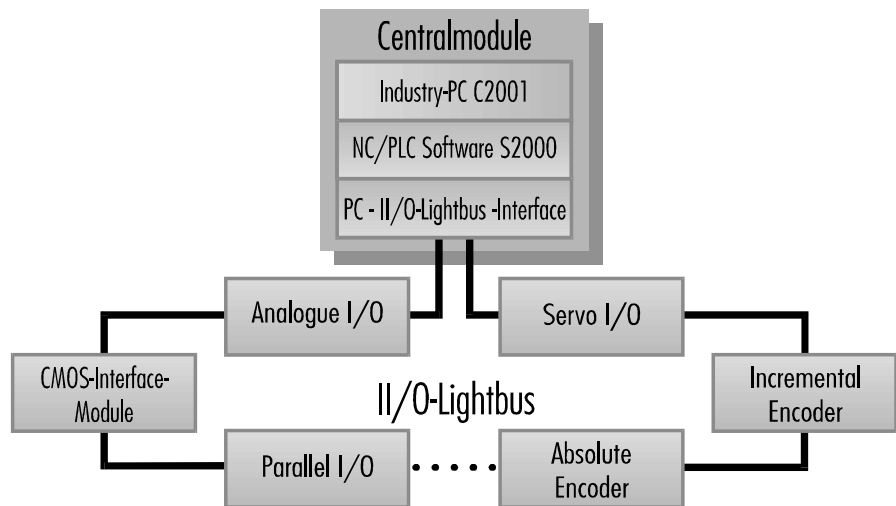 Centralmodule
Industry-PC C2001
NC/PLC Software S2000
PC - II/O-Lightbus -Interface
Analogue I/O
Servo I/O
CMOS-Interface-
Module
II/O-Lightbus
Incremental
Encoder
Parallel I/O
Absolute
Encoder